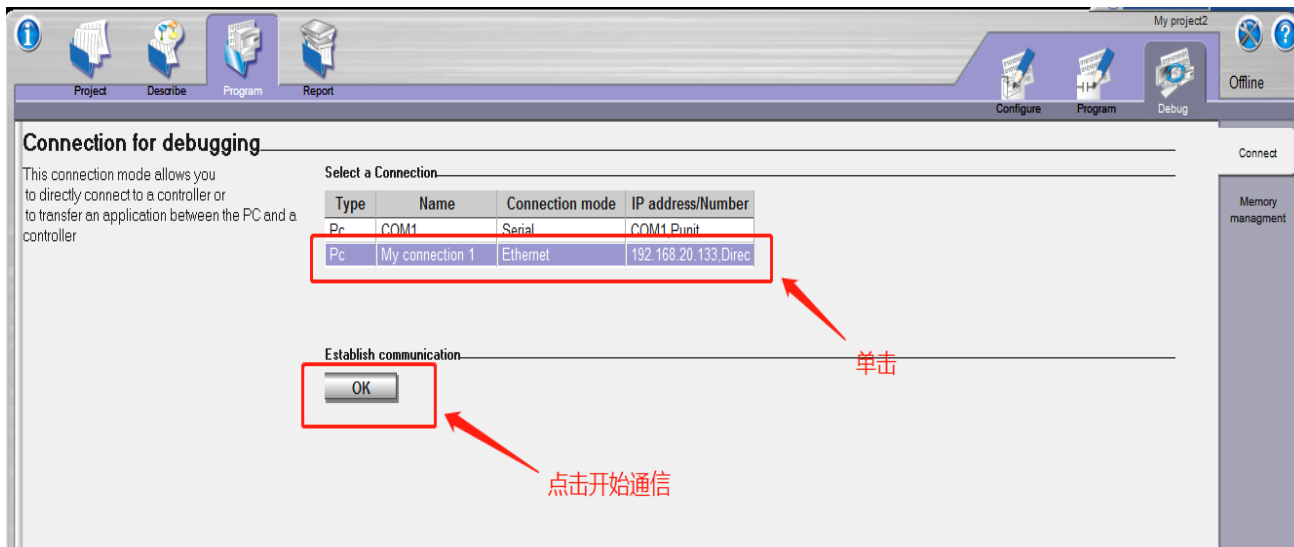 My project2
Project
Describe
Program
Report
Configure
Program
Debug
Offline
Connection for debugging
This connection mode allows you
to directly connect to a controller or
to transfer an application between the PC and a
controller
Select a Connection
Type Name Connection mode IP address/Number
Pc COM1 Serial COM1,Punit
Pc My connection 1 Ethernet 192.168.20.133,Direc
单击
Establish communication
OK
点击开始通信
Connect
Memory
managment